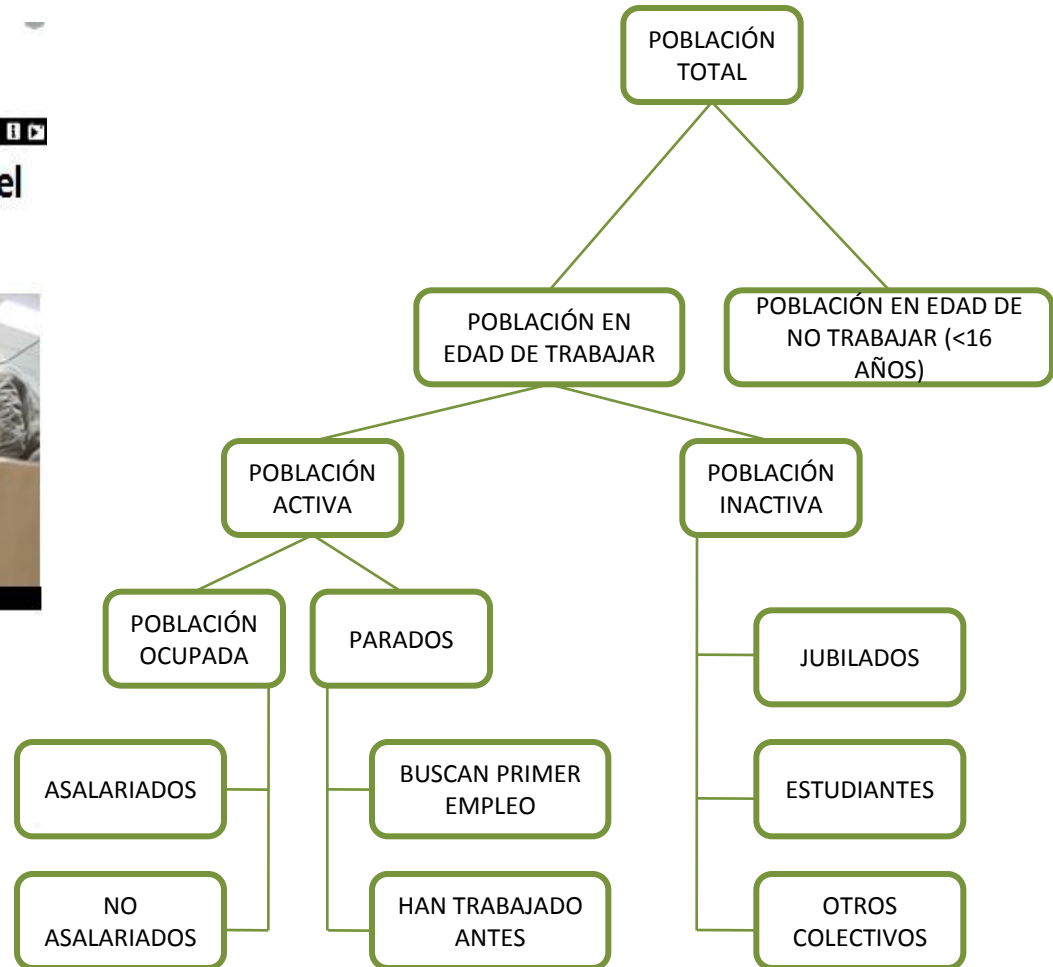 POBLACIÓN
TOTAL
el
POBLACIÓN EN
EDAD DE TRABAJAR
POBLACIÓN EN EDAD DE
NO TRABAJAR (<16
AÑOS)
POBLACIÓN
ACTIVA
POBLACIÓN
INACTIVA
POBLACIÓN
OCUPADA
PARADOS
JUBILADOS
ASALARIADOS
BUSCAN PRIMER
EMPLEO
ESTUDIANTES
NO
ASALARIADOS
HAN TRABAJADO
ANTES
OTROS
COLECTIVOS